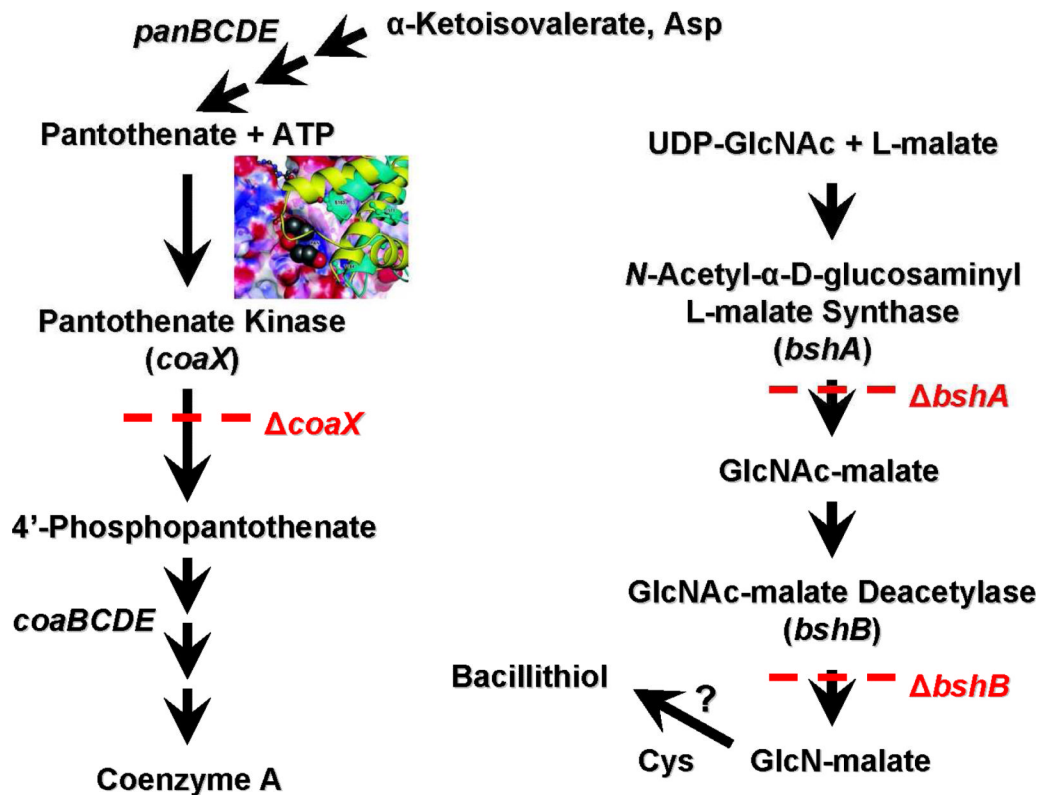 panBCDE
α-Ketoisovalerate, Asp
Pantothenate + ATP
Pantothenate Kinase
(coaX)
ΔcoaX
4’-Phosphopantothenate
coaBCDE
Coenzyme A
UDP-GlcNAc + L-malate
N-Acetyl-α-D-glucosaminyl
L-malate Synthase
(bshA)
ΔbshA
GlcNAc-malate
GlcNAc-malate Deacetylase
(bshB)
ΔbshB
Bacillithiol
?
Cys
GlcN-malate